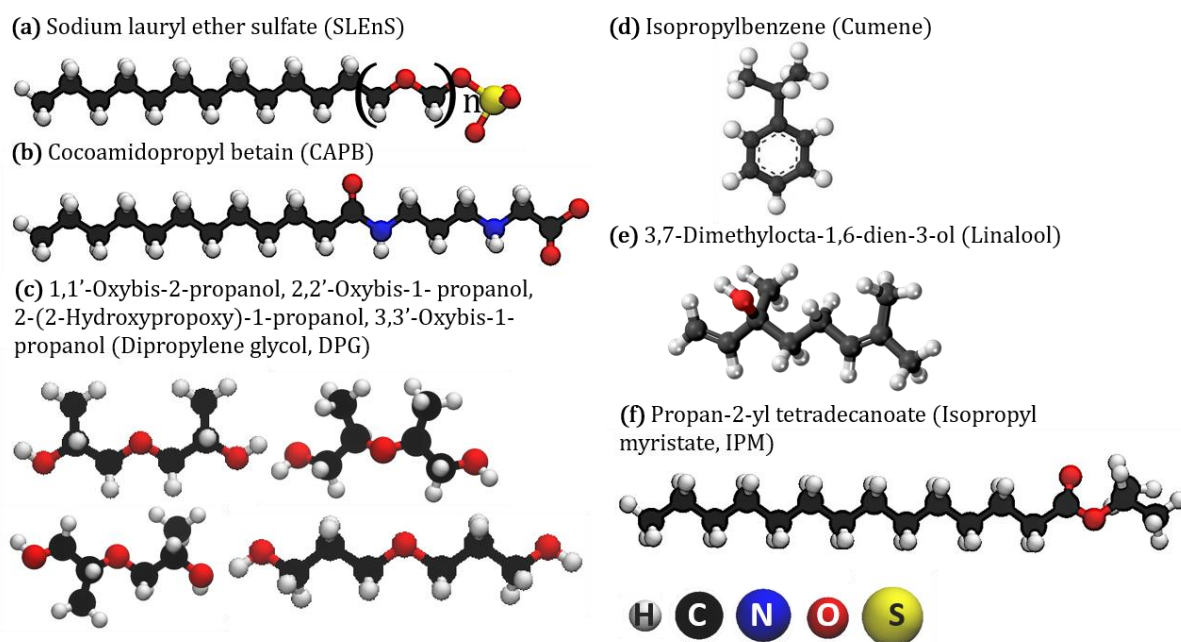 (a) Sodium lauryl ether sulfate (SLEnS)
( ) n
(b) Cocoamidopropyl betain (CAPB)
(c) 1,1’-Oxybis-2-propanol, 2,2’-Oxybis-1- propanol,
2-(2-Hydroxypropoxy)-1-propanol, 3,3’-Oxybis-1-
propanol (Dipropylene glycol, DPG)
(d) Isopropylbenzene (Cumene)
(e) 3,7-Dimethylocta-1,6-dien-3-ol (Linalool)
(f) Propan-2-yl tetradecanoate (Isopropyl
myristate, IPM)
H C N O S